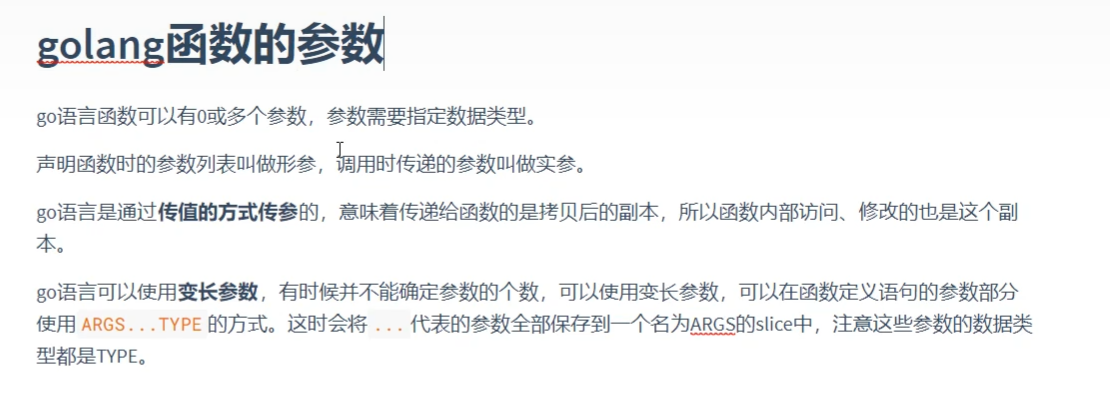 golang函数的参数
go语言函数可以有0或多个参数，参数需要指定数据类型。
声明函数时的参数列表叫做形参，调用时传递的参数叫做实参。
go语言是通过传值的方式传参的，意味着传递给函数的是拷贝后的副本，所以函数内部访问、修改的也是这个副
本。
go语言可以使用变长参数，有时候并不能确定参数的个数，可以使用变长参数，可以在函数定义语句的参数部分
使用 ARGS...TYPE 的方式。这时会将 ... 代表的参数全部保存到一个名为ARGS的slice中，注意这些参数的数据类
型都是TYPE。